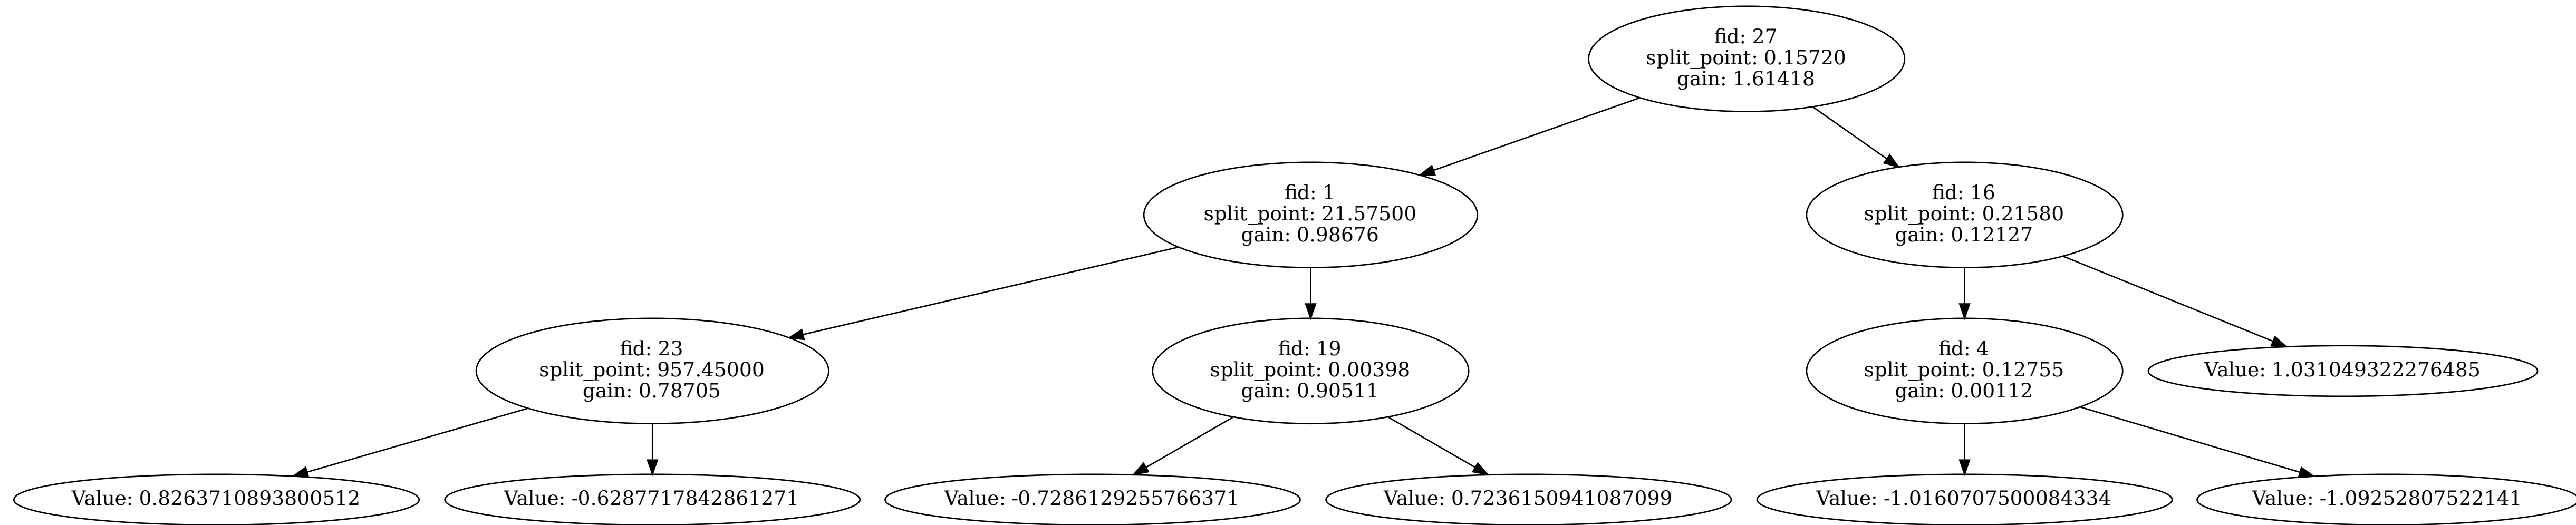 fid: 27
split_point: 0.15720
gain: 1.61418
fid: 1
split_point: 21.57500
gain: 0.98676
fid: 16
split_point: 0.21580
gain: 0.12127
fid: 23
split_point: 957.45000
gain: 0.78705
fid: 19
split_point: 0.00398
gain: 0.90511
fid: 4
split_point: 0.12755
gain: 0.00112
Value: 1.031049322276485
Value: 0.8263710893800512
Value: -0.6287717842861271
Value: -0.7286129255766371
Value: 0.7236150941087099
Value: -1.0160707500084334
Value: -1.09252807522141